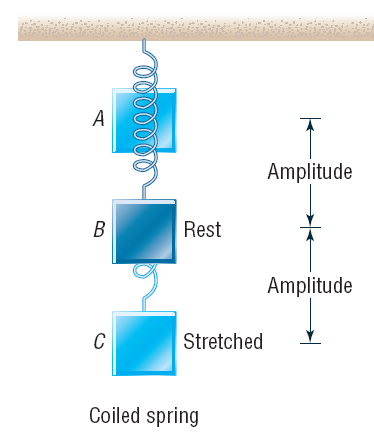 A
Amplitude
B
Rest
Amplitude
C
Stretched
Coiled spring